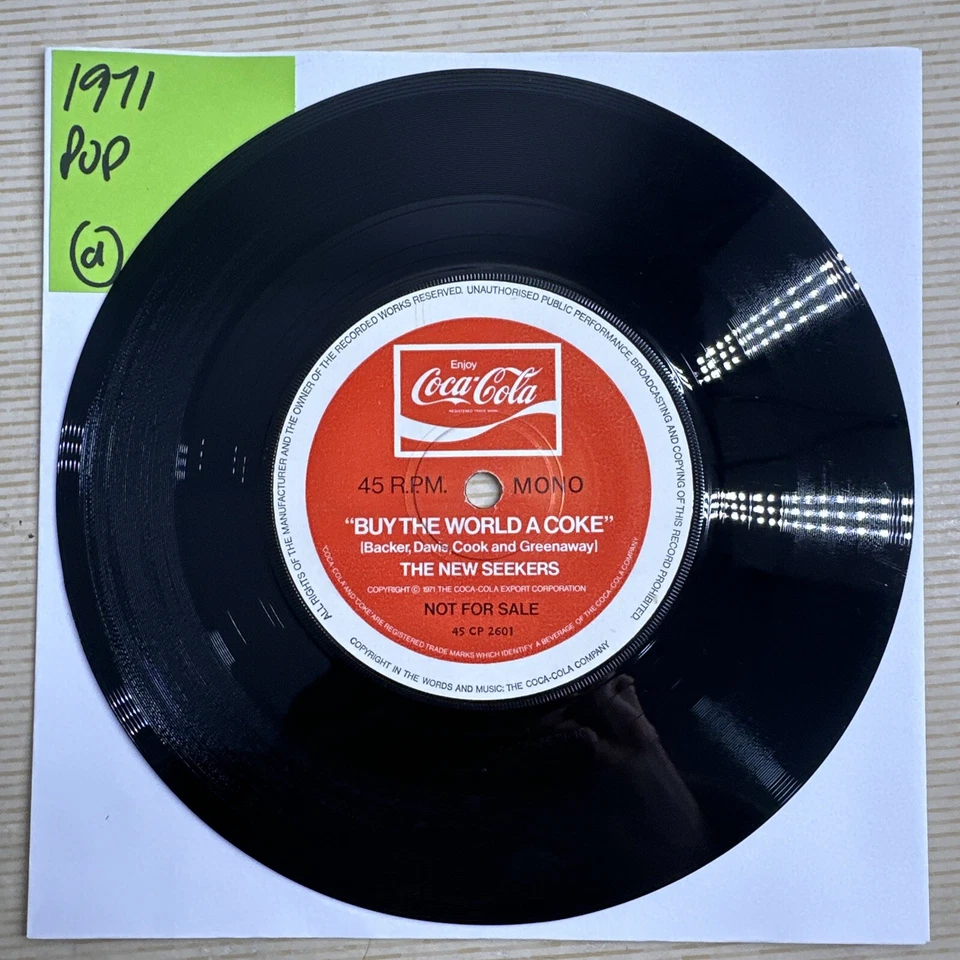 1971
POP
d
ALL RIGHTS OF THE MANUFACTURER AND THE OWNER OF THE RECORDED WORKS RESERVED. UNAUTHORISED PUBLIC PERFORMANCE, BROADCASTING AND COPYING OF THIS RECORD PROHIBITED.
Enjoy
Coca-Cola
REGISTERED TRADE MARK
45 R.P.M. MONO
“BUY THE WORLD A COKE”
(Backer, Davis, Cook and Greenaway)
THE NEW SEEKERS
COPYRIGHT © 1971 THE COCA-COLA EXPORT CORPORATION
NOT FOR SALE
45 CP 2601
'COCA-COLA' AND 'COKE' ARE REGISTERED TRADE MARKS WHICH IDENTIFY A BEVERAGE OF THE COCA-COLA COMPANY
COPYRIGHT IN THE WORDS AND MUSIC: THE COCA-COLA COMPANY